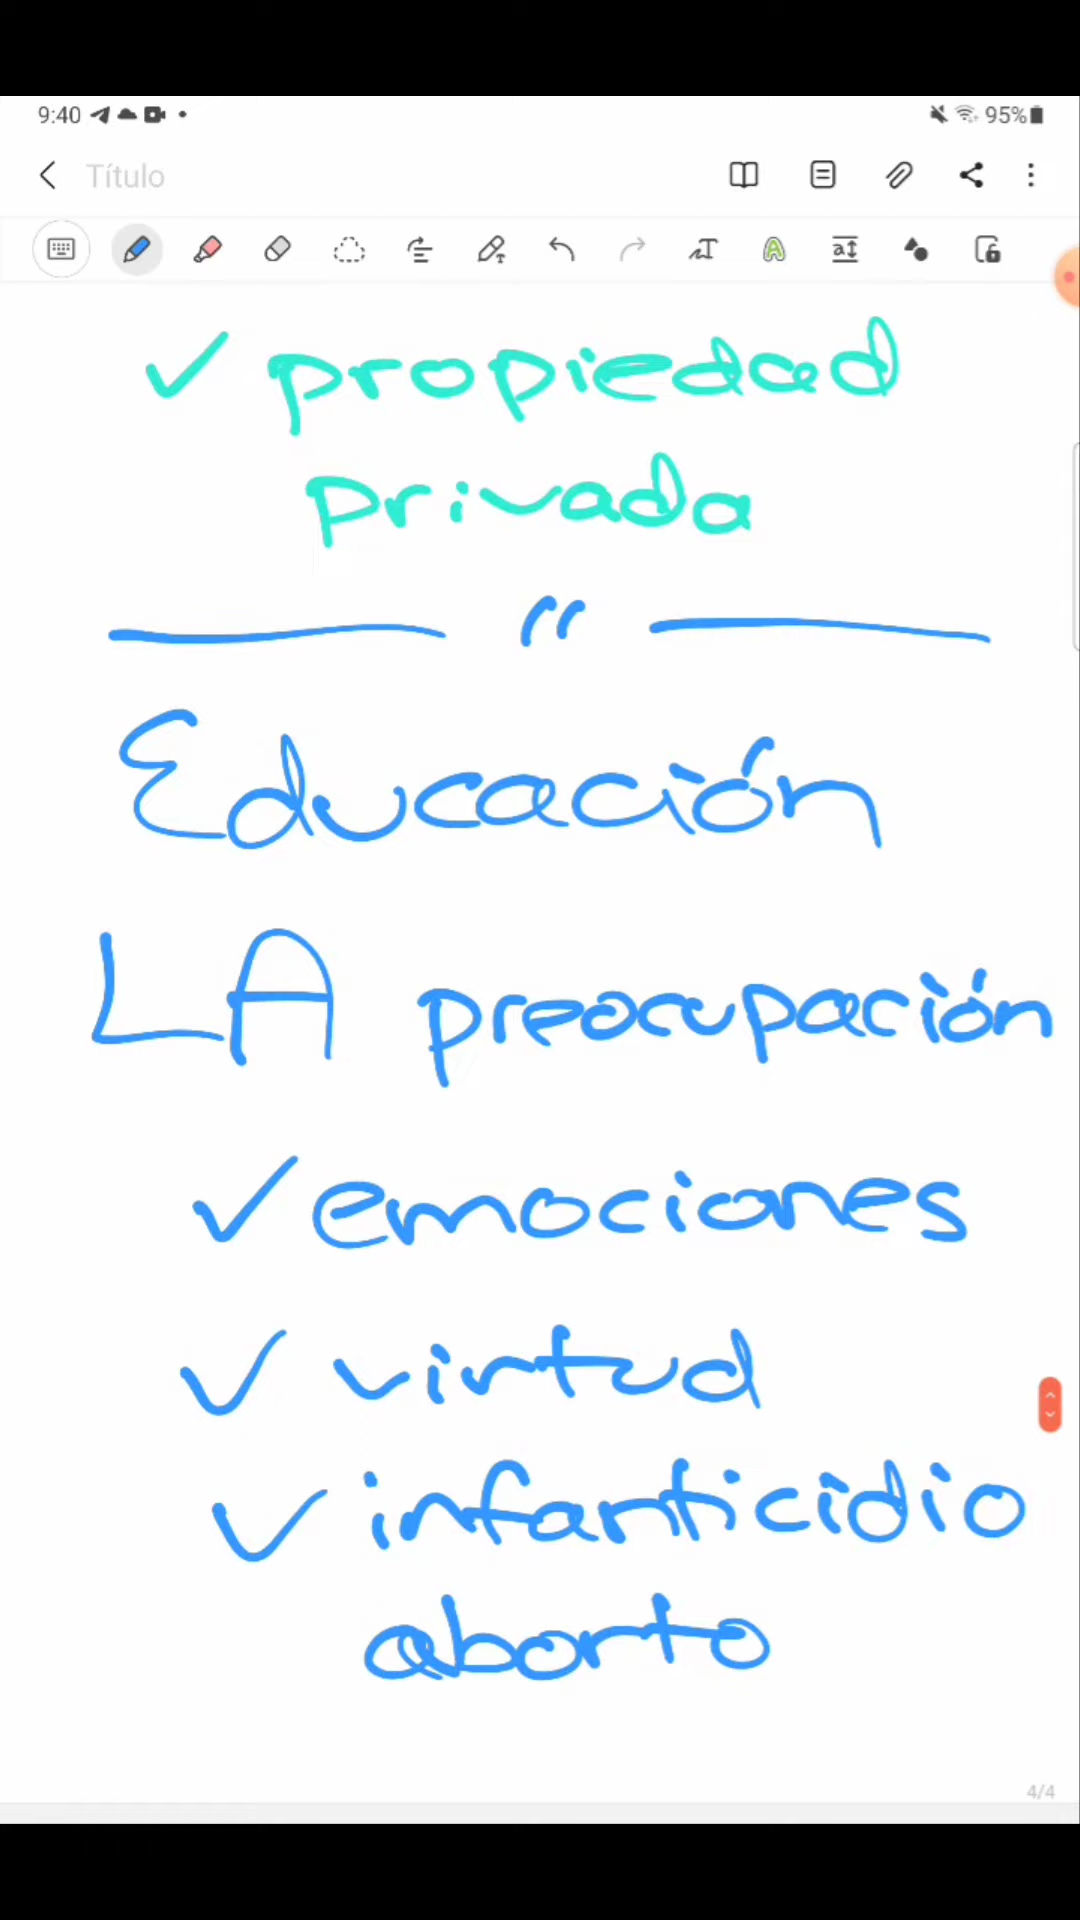 9:40
95%
Título
✓ propiedad
privada
——— " ———
Educación
LA preocupación
✓ emociones
✓ virtud
✓ infanticidio
aborto
4/4